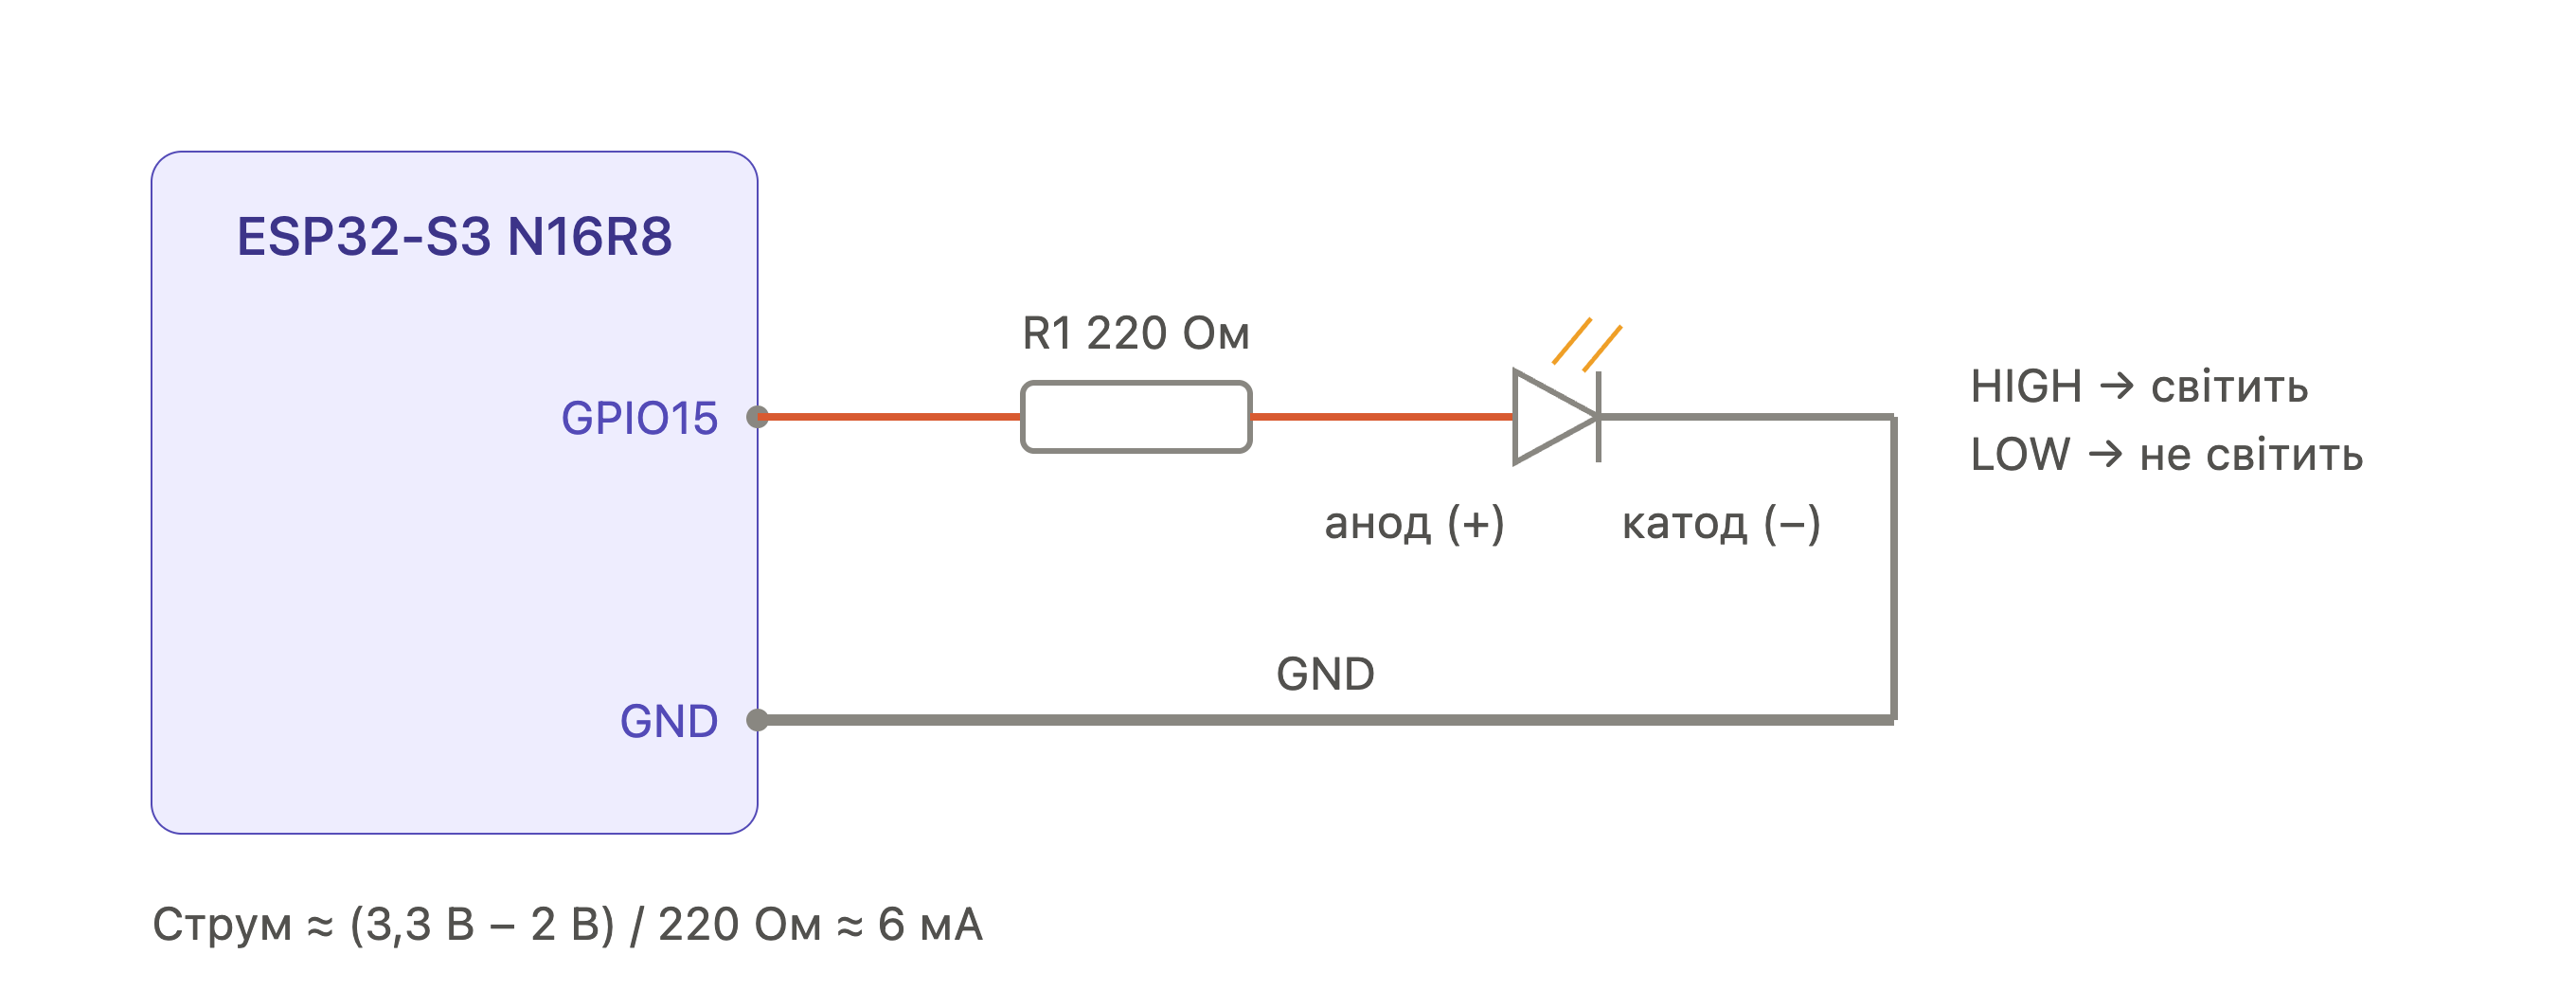 ESP32-S3 N16R8
R1 220 Ом
GPIO15
HIGH → світить
LOW → не світить
анод (+)
катод (–)
GND
GND
Струм ≈ (3,3 В – 2 В) / 220 Ом ≈ 6 мА